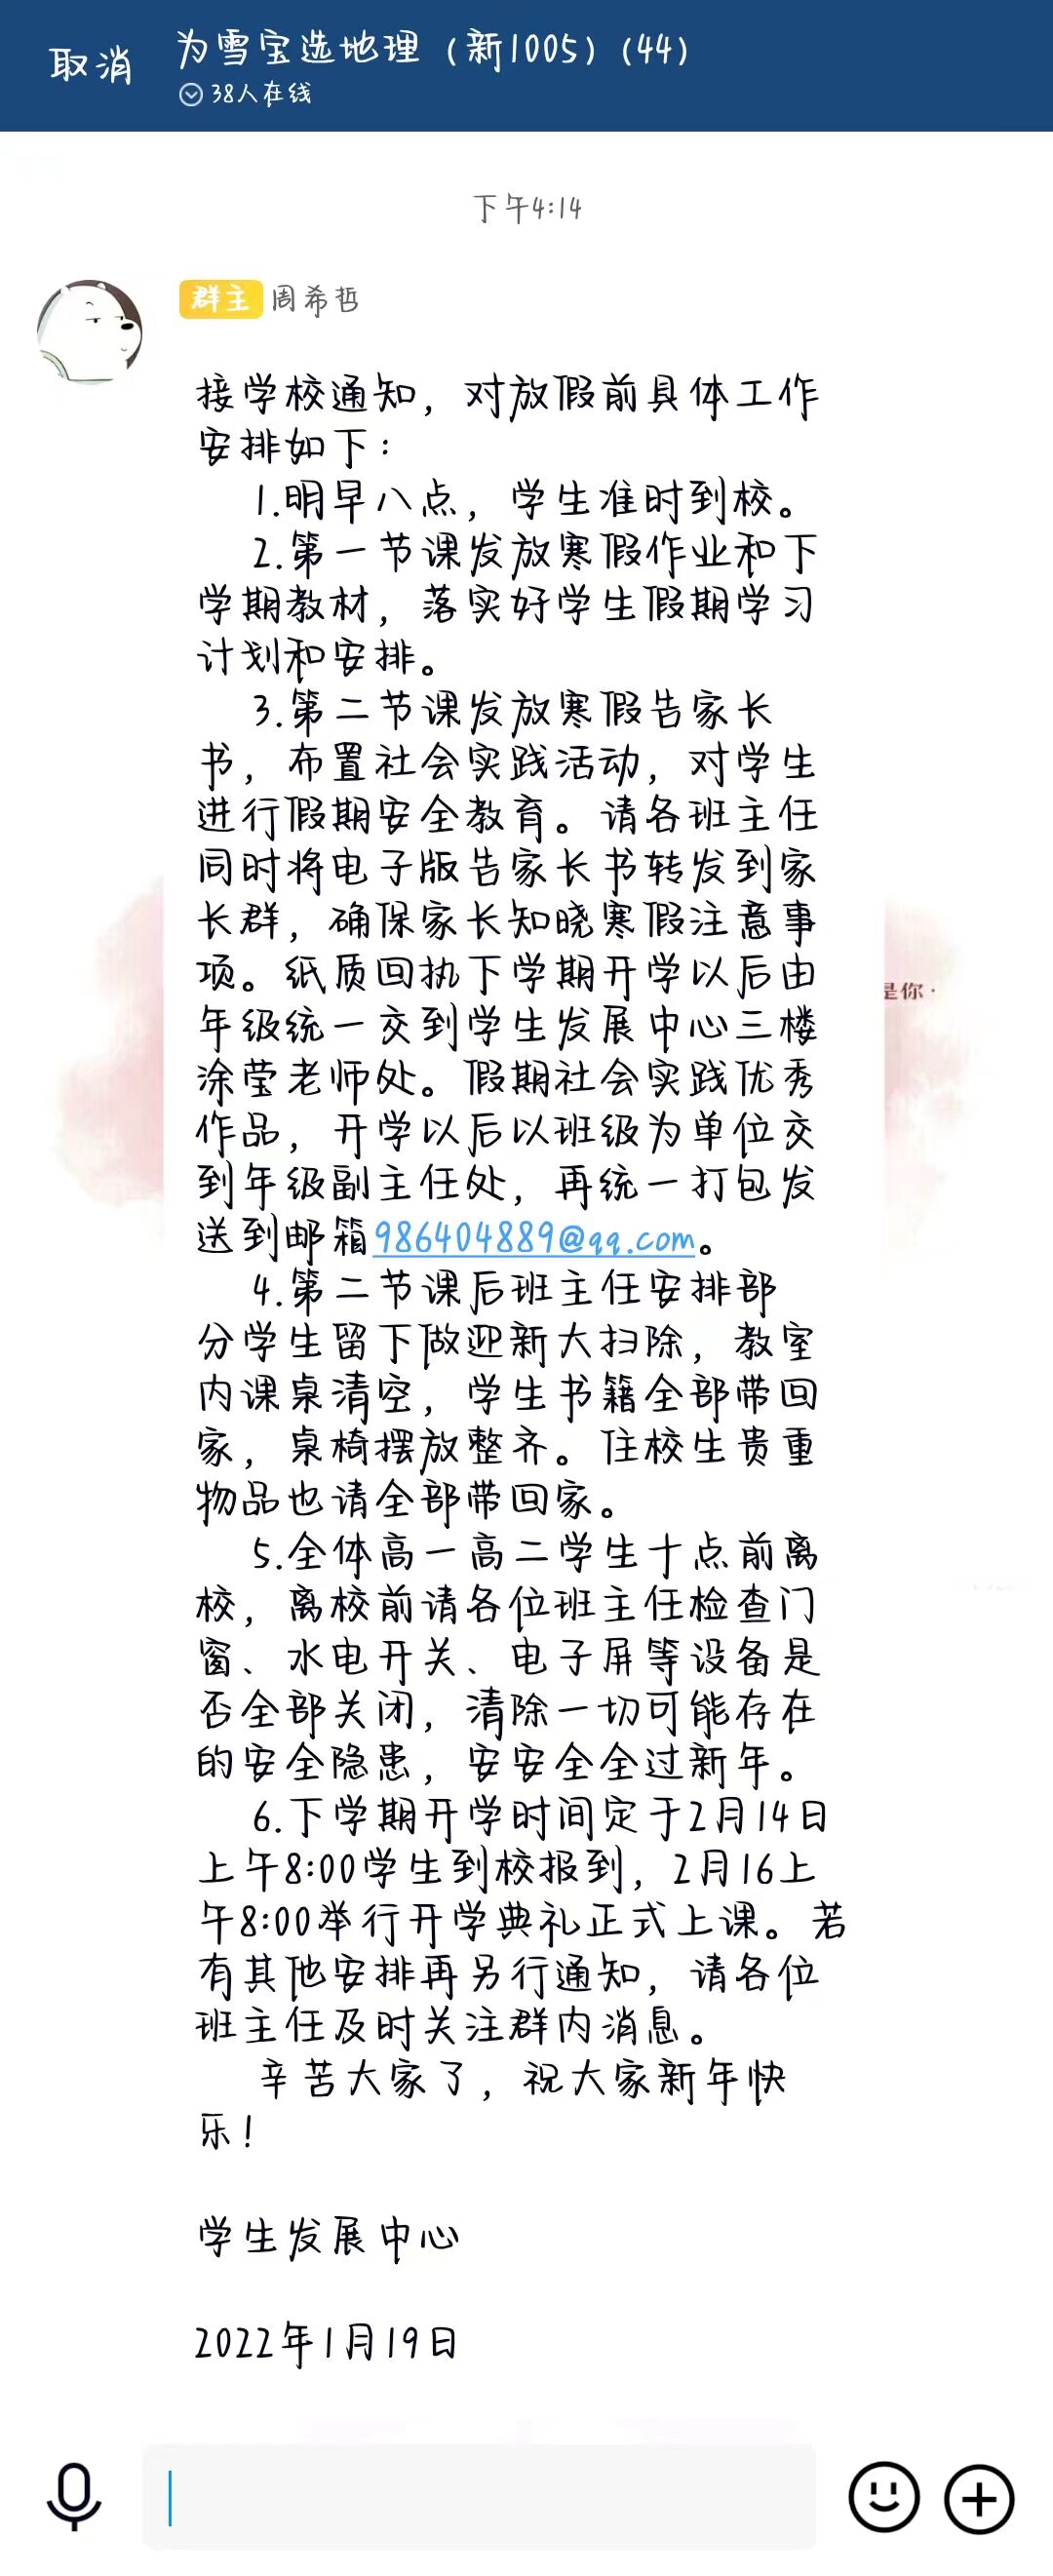 取消
为雪宝选地理（新1005）(44)
38人在线
下午4:14
群主 周希哲
接学校通知，对放假前具体工作
安排如下：
1.明早八点，学生准时到校。
2.第一节课发放寒假作业和下
学期教材，落实好学生假期学习
计划和安排。
3.第二节课发放寒假告家长
书，布置社会实践活动，对学生
进行假期安全教育。请各班主任
同时将电子版告家长书转发到家
长群，确保家长知晓寒假注意事
项。纸质回执下学期开学以后由
年级统一交到学生发展中心三楼
涂莹老师处。假期社会实践优秀
作品，开学以后以班级为单位交
到年级副主任处，再统一打包发
送到邮箱986404889@qq.com。
4.第二节课后班主任安排部
分学生留下做迎新大扫除，教室
内课桌清空，学生书籍全部带回
家，桌椅摆放整齐。住校生贵重
物品也请全部带回家。
5.全体高一高二学生十点前离
校，离校前请各位班主任检查门
窗、水电开关、电子屏等设备是
否全部关闭，清除一切可能存在
的安全隐患，安安全全过新年。
6.下学期开学时间定于2月14日
上午8:00学生到校报到，2月16上
午8:00举行开学典礼正式上课。若
有其他安排再另行通知，请各位
班主任及时关注群内消息。
辛苦大家了，祝大家新年快
乐！
学生发展中心
2022年1月19日
是你·